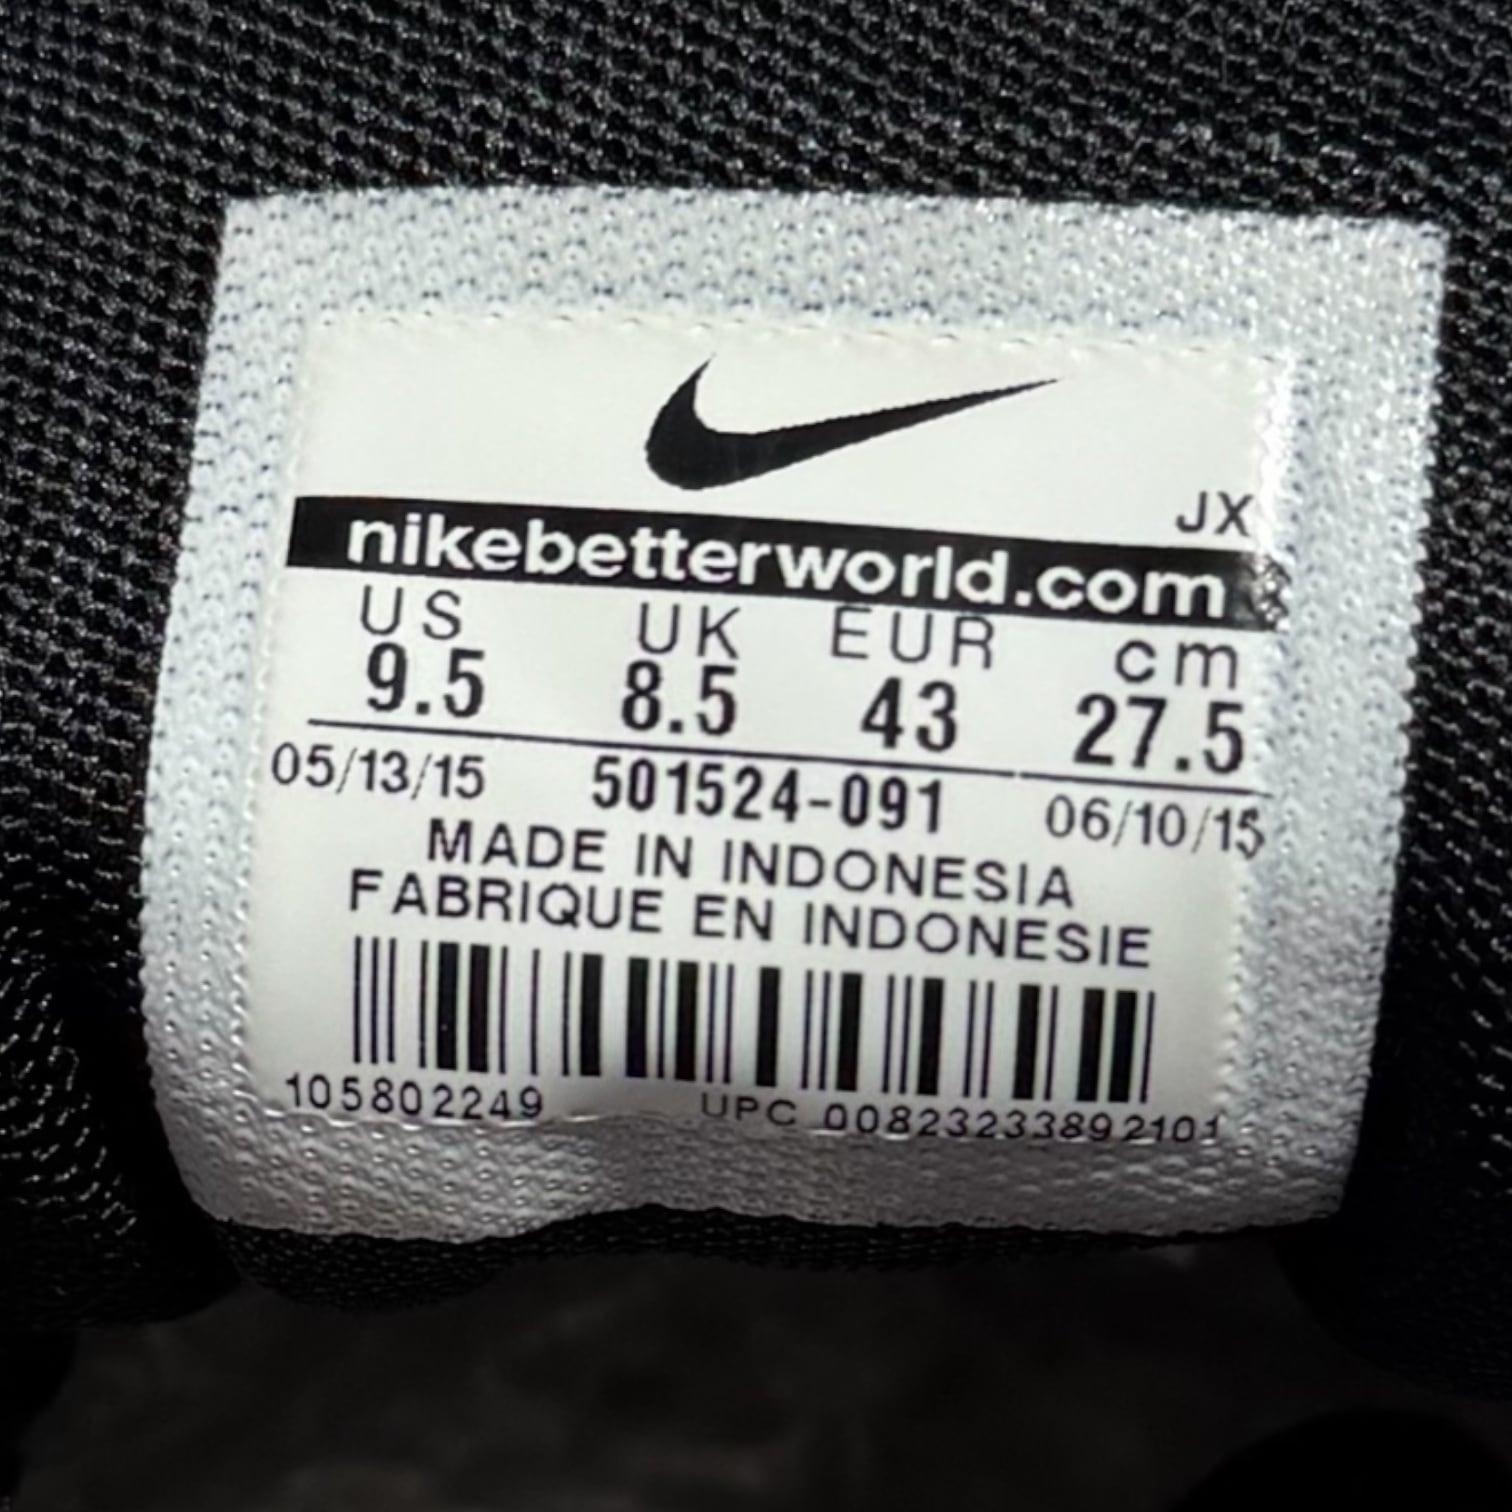 JX
nikebetterworld.com
US UK EUR cm
9.5 8.5 43 27.5
05/13/15 501524-091 06/10/15
MADE IN INDONESIA
FABRIQUE EN INDONESIE
105802249 UPC 00823233892101